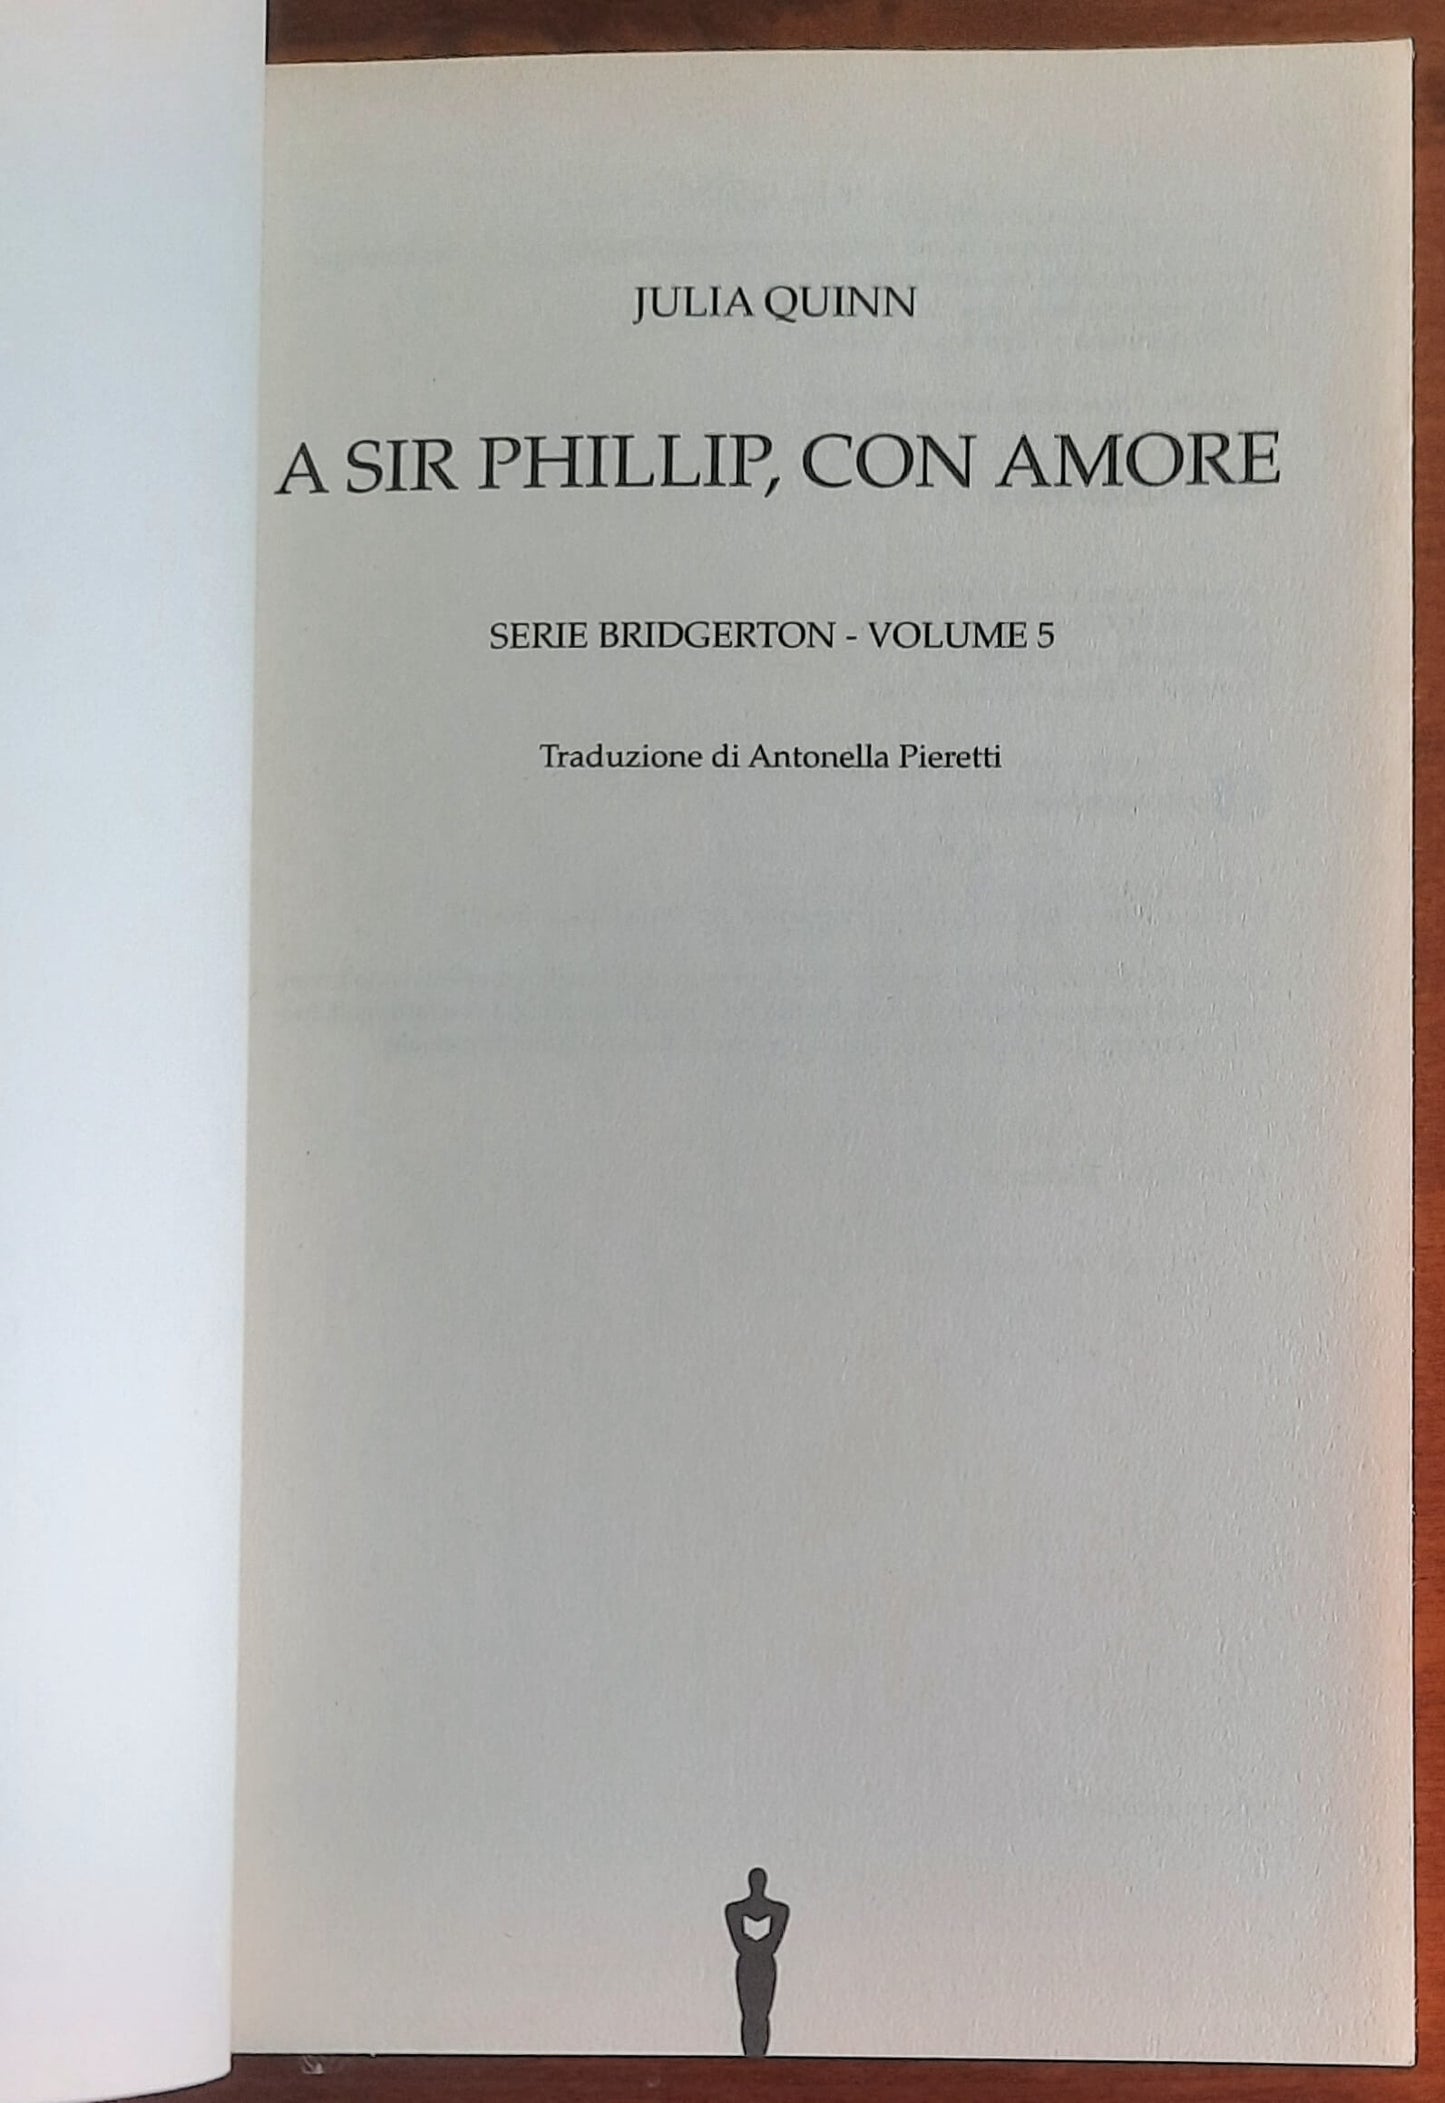 JULIA QUINN
A SIR PHILLIP, CON AMORE
SERIE BRIDGERTON - VOLUME 5
Traduzione di Antonella Pieretti